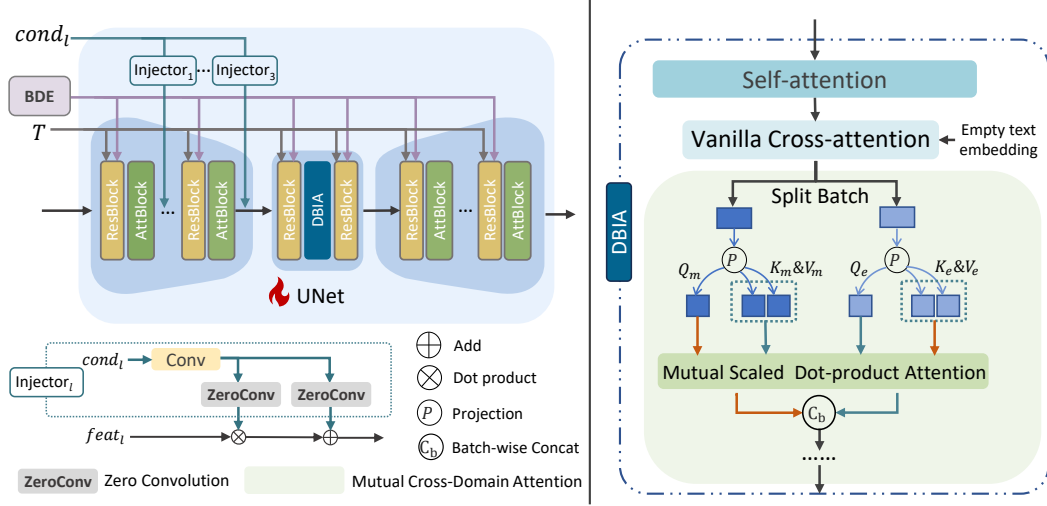 cond_l
Injector_1 ... Injector_3
BDE
T
ResBlock
AttBlock
...
ResBlock
AttBlock
ResBlock
DBIA
ResBlock
ResBlock
AttBlock
...
ResBlock
AttBlock
UNet
cond_l
Conv
Injector_l
ZeroConv
ZeroConv
feat_l
Add
Dot product
P Projection
C_b Batch-wise Concat
ZeroConv Zero Convolution
Mutual Cross-Domain Attention
DBIA
Self-attention
Vanilla Cross-attention
Empty text
embedding
Split Batch
P
P
Q_m
K_m&V_m
Q_e
K_e&V_e
Mutual Scaled Dot-product Attention
C_b
......